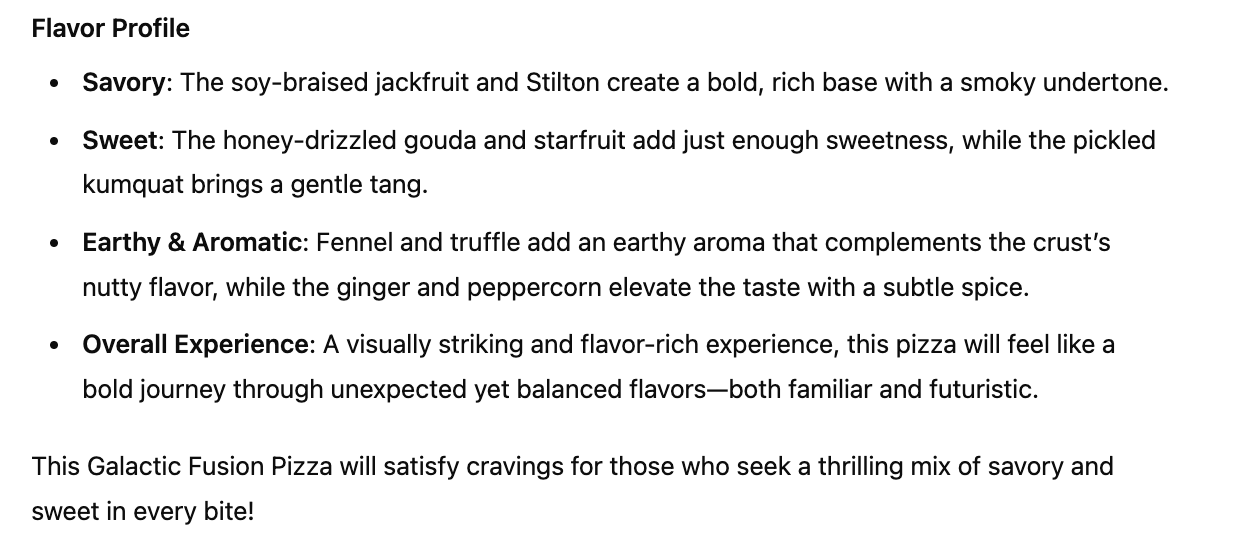 Flavor Profile
• Savory: The soy-braised jackfruit and Stilton create a bold, rich base with a smoky undertone.
• Sweet: The honey-drizzled gouda and starfruit add just enough sweetness, while the pickled
kumquat brings a gentle tang.
• Earthy & Aromatic: Fennel and truffle add an earthy aroma that complements the crust’s
nutty flavor, while the ginger and peppercorn elevate the taste with a subtle spice.
• Overall Experience: A visually striking and flavor-rich experience, this pizza will feel like a
bold journey through unexpected yet balanced flavors—both familiar and futuristic.
This Galactic Fusion Pizza will satisfy cravings for those who seek a thrilling mix of savory and
sweet in every bite!